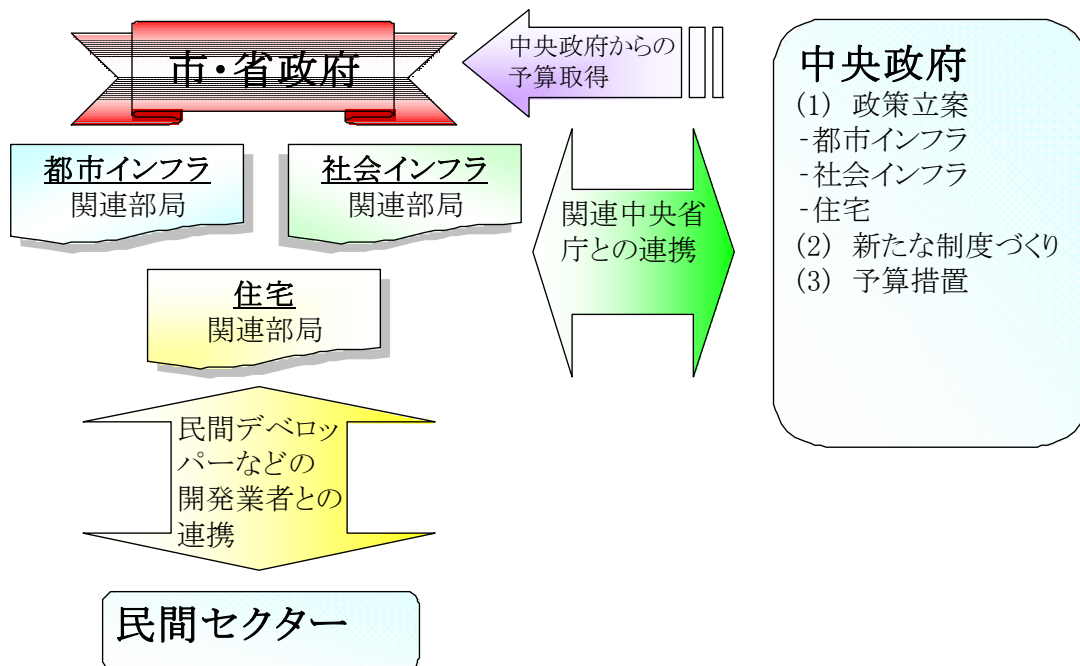 市・省政府
中央政府からの
予算取得
中央政府
(1) 政策立案
-都市インフラ
-社会インフラ
-住宅
(2) 新たな制度づくり
(3) 予算措置
都市インフラ
関連部局
社会インフラ
関連部局
関連中央省
庁との連携
住宅
関連部局
民間デベロッ
パーなどの
開発業者との
連携
民間セクター